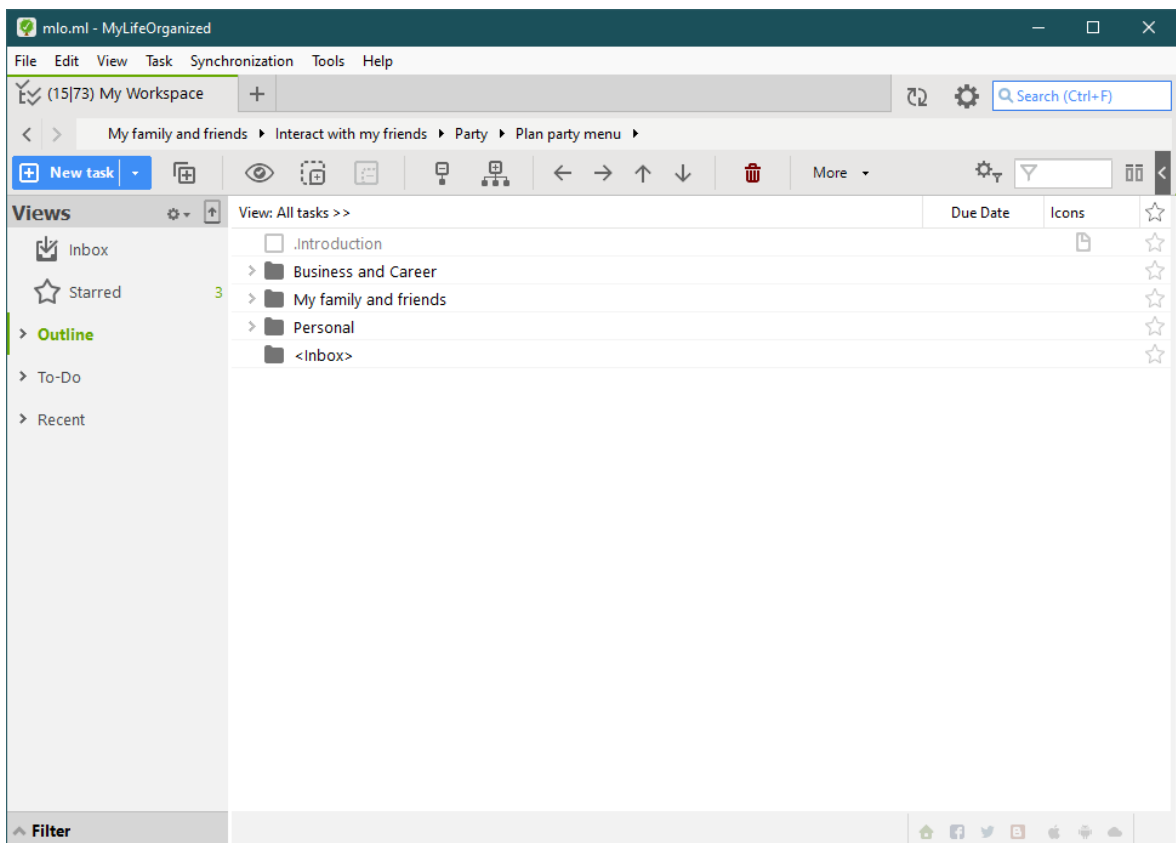 mlo.ml - MyLifeOrganized
File Edit View Task Synchronization Tools Help
(15|73) My Workspace
Search (Ctrl+F)
My family and friends Interact with my friends Party Plan party menu
New task More
Views View: All tasks >> Due Date Icons
.Introduction
Inbox
Business and Career
Starred 3
My family and friends
Outline
Personal
<Inbox>
To-Do
Recent
Filter